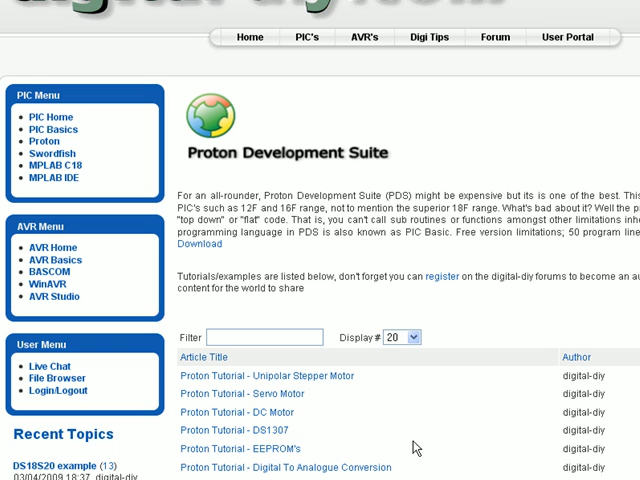 Home PIC's AVR's Digi Tips Forum User Portal
PIC Menu
PIC Home
PIC Basics
Proton
Swordfish
MPLAB C18
MPLAB IDE
AVR Menu
AVR Home
AVR Basics
BASCOM
WinAVR
AVR Studio
User Menu
Live Chat
File Browser
Login/Logout
Recent Topics
DS18S20 example (13)
03/04/2009 18:37, digital-diy
Proton Development Suite
For an all-rounder, Proton Development Suite (PDS) might be expensive but its is one of the best. This
PIC's such as 12F and 16F range, not to mention the superior 18F range. What's bad about it? Well the
"top down" or "flat" code. That is, you can't call sub routines or functions amongst other limitations
programming language in PDS is also known as PIC Basic. Free version limitations; 50 program
Download
Tutorials/examples are listed below, don't forget you can register on the digital-diy forums to become an
content for the world to share
Filter Display # 20
Article Title Author
Proton Tutorial - Unipolar Stepper Motor digital-diy
Proton Tutorial - Servo Motor digital-diy
Proton Tutorial - DC Motor digital-diy
Proton Tutorial - DS1307 digital-diy
Proton Tutorial - EEPROM's digital-diy
Proton Tutorial - Digital To Analogue Conversion digital-diy